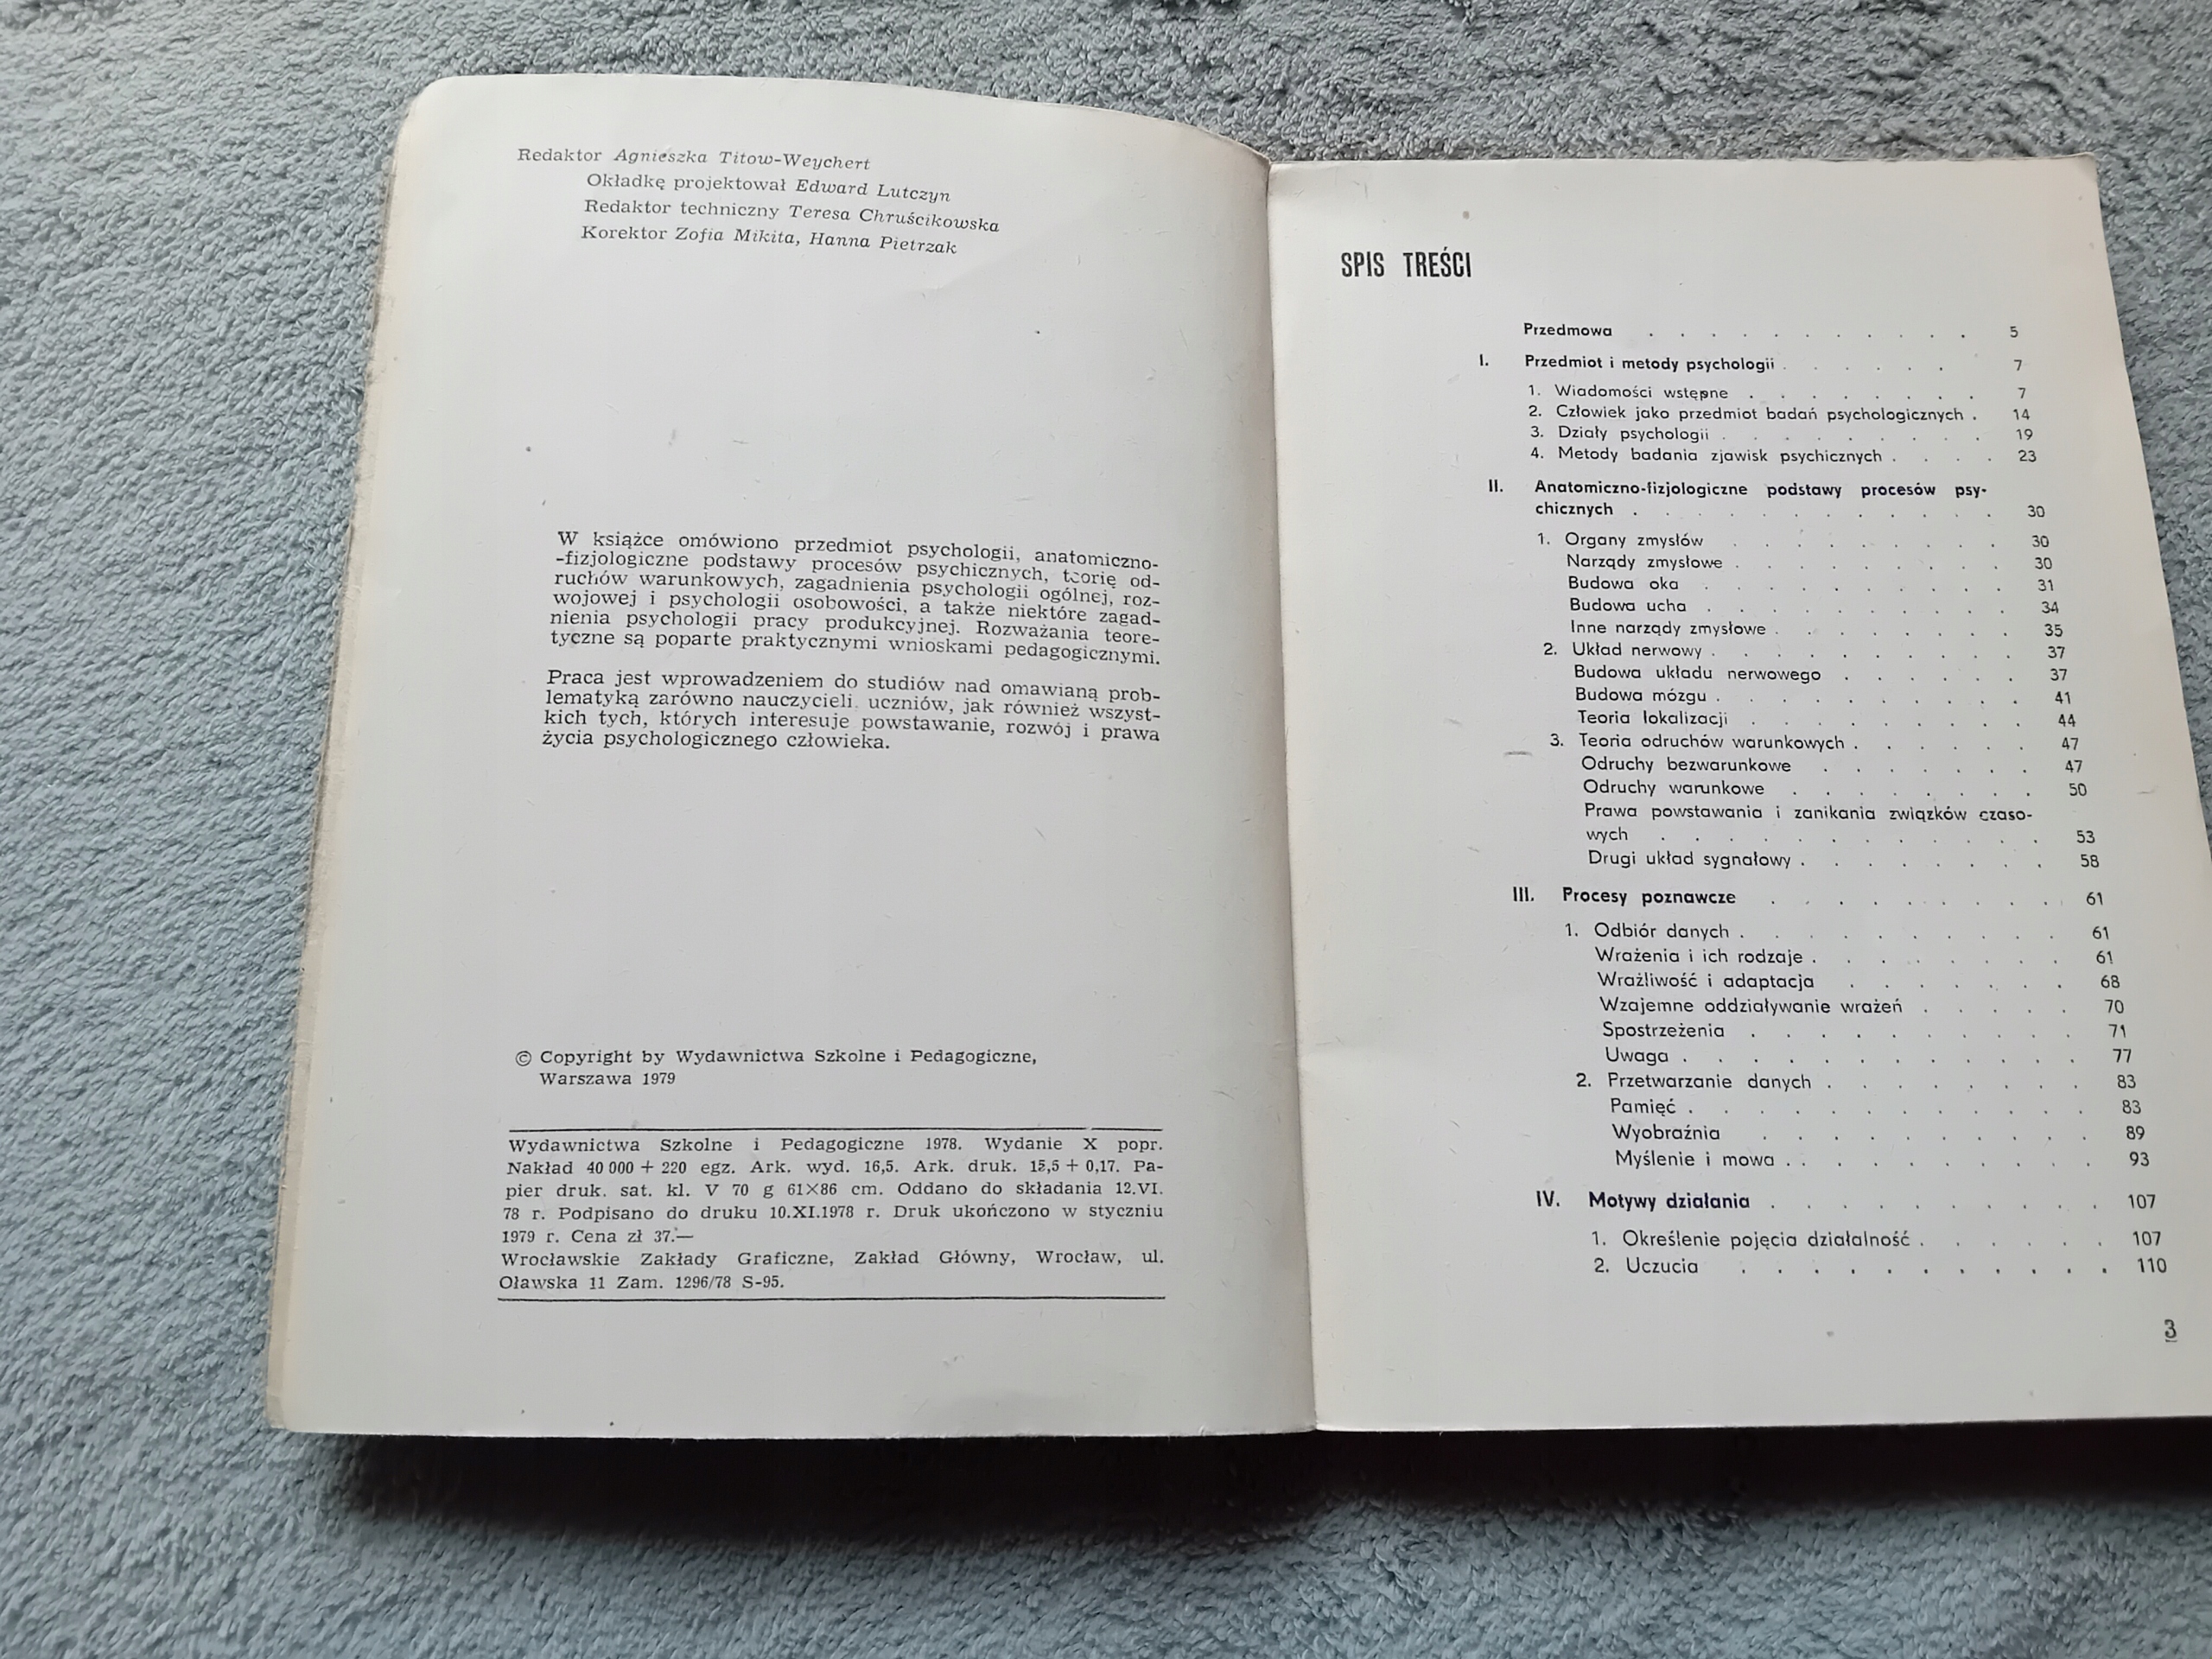 Redaktor Agnieszka Titow-Weychert
Okładkę projektował Edward Lutczyn
Redaktor techniczny Teresa Chruścikowska
Korektor Zofia Mikita, Hanna Pietrzak
W książce omówiono przedmiot psychologii, anatomiczno-
-fizjologiczne podstawy procesów psychicznych, teorię od-
ruchów warunkowych, zagadnienia psychologii ogólnej, roz-
wojowej i psychologii osobowości, a także niektóre zagad-
nienia psychologii pracy produkcyjnej. Rozważania teore-
tyczne są poparte praktycznymi wnioskami pedagogicznymi.
Praca jest wprowadzeniem do studiów nad omawianą prob-
lematyką zarówno nauczycieli, uczniów, jak również wszyst-
kich tych, których interesuje powstawanie, rozwój i prawa
życia psychologicznego człowieka.
© Copyright by Wydawnictwa Szkolne i Pedagogiczne,
Warszawa 1979
Wydawnictwa Szkolne i Pedagogiczne 1978. Wydanie X popr.
Nakład 40 000 + 220 egz. Ark. wyd. 16,5. Ark. druk. 15,5 + 0,17. Pa-
pier druk. sat. kl. V 70 g 61×86 cm. Oddano do składania 12.VI.
78 r. Podpisano do druku 10.XI.1978 r. Druk ukończono w styczniu
1979 r. Cena zł 37.—
Wrocławskie Zakłady Graficzne, Zakład Główny, Wrocław, ul.
Oławska 11 Zam. 1296/78 S-95.
SPIS TREŚCI
Przedmowa . . . . . . . . . . . 5
I. Przedmiot i metody psychologii . . . . . . 7
1. Wiadomości wstępne . . . . . . . . 7
2. Człowiek jako przedmiot badań psychologicznych . 14
3. Działy psychologii . . . . . . . . . 19
4. Metody badania zjawisk psychicznych . . . . 23
II. Anatomiczno-fizjologiczne podstawy procesów psy-
chicznych . . . . . . . . . . . . 30
1. Organy zmysłów . . . . . . . . . 30
Narządy zmysłowe . . . . . . . . . 30
Budowa oka . . . . . . . . . . 31
Budowa ucha . . . . . . . . . . 34
Inne narządy zmysłowe . . . . . . . . 35
2. Układ nerwowy . . . . . . . . . . 37
Budowa układu nerwowego . . . . . . 37
Budowa mózgu . . . . . . . . . . 41
Teoria lokalizacji . . . . . . . . . 44
3. Teoria odruchów warunkowych . . . . . . 47
Odruchy bezwarunkowe . . . . . . . 47
Odruchy warunkowe . . . . . . . . 50
Prawa powstawania i zanikania związków czaso-
wych . . . . . . . . . . . . 53
Drugi układ sygnałowy . . . . . . . . 58
III. Procesy poznawcze . . . . . . . . . 61
1. Odbiór danych . . . . . . . . . . 61
Wrażenia i ich rodzaje . . . . . . . . 61
Wrażliwość i adaptacja . . . . . . . 68
Wzajemne oddziaływanie wrażeń . . . . . 70
Spostrzeżenia . . . . . . . . . . 71
Uwaga . . . . . . . . . . . . 77
2. Przetwarzanie danych . . . . . . . . 83
Pamięć . . . . . . . . . . . . 83
Wyobraźnia . . . . . . . . . . 89
Myślenie i mowa . . . . . . . . . . 93
IV. Motywy działania . . . . . . . . . . 107
1. Określenie pojęcia działalność . . . . . . 107
2. Uczucia . . . . . . . . . . . 110
3